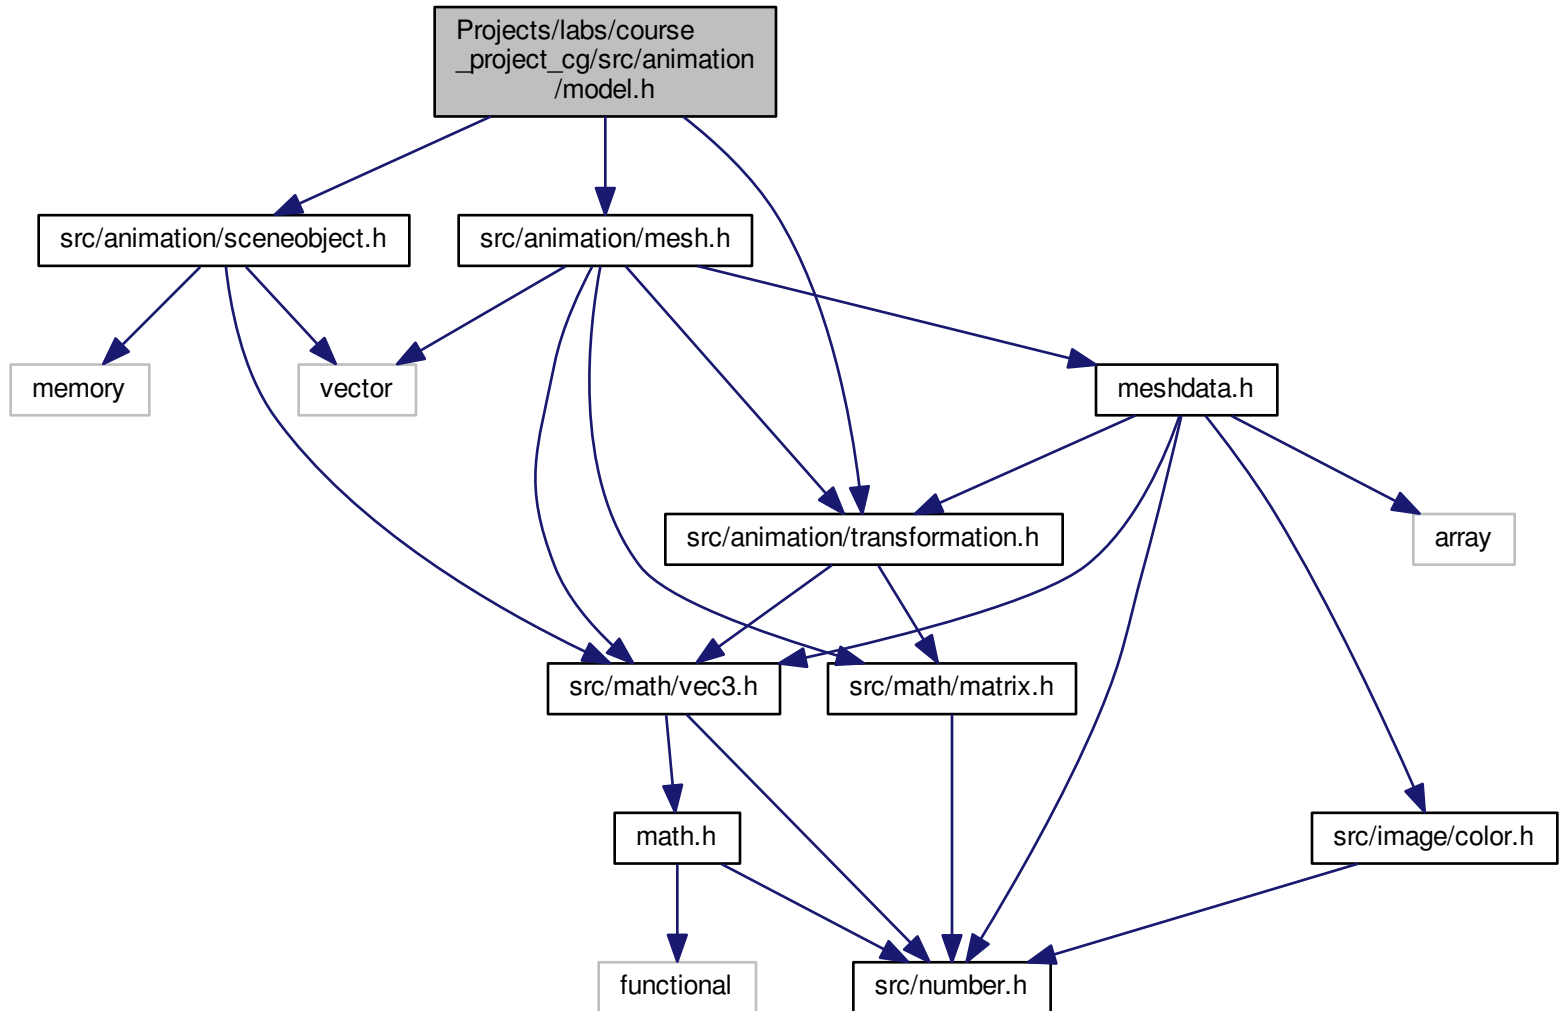 Projects/labs/course
_project_cg/src/animation
/model.h
src/animation/sceneobject.h
src/animation/mesh.h
memory
vector
meshdata.h
src/animation/transformation.h
array
src/math/vec3.h
src/math/matrix.h
math.h
src/image/color.h
functional
src/number.h